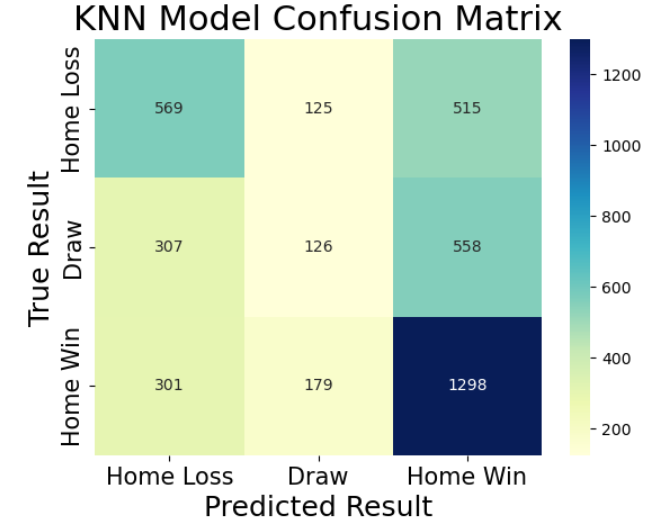 KNN Model Confusion Matrix
True Result
Home Loss
569 125 515
Draw
307 126 558
Home Win
301 179 1298
Home Loss Draw Home Win
Predicted Result
1200
1000
800
600
400
200